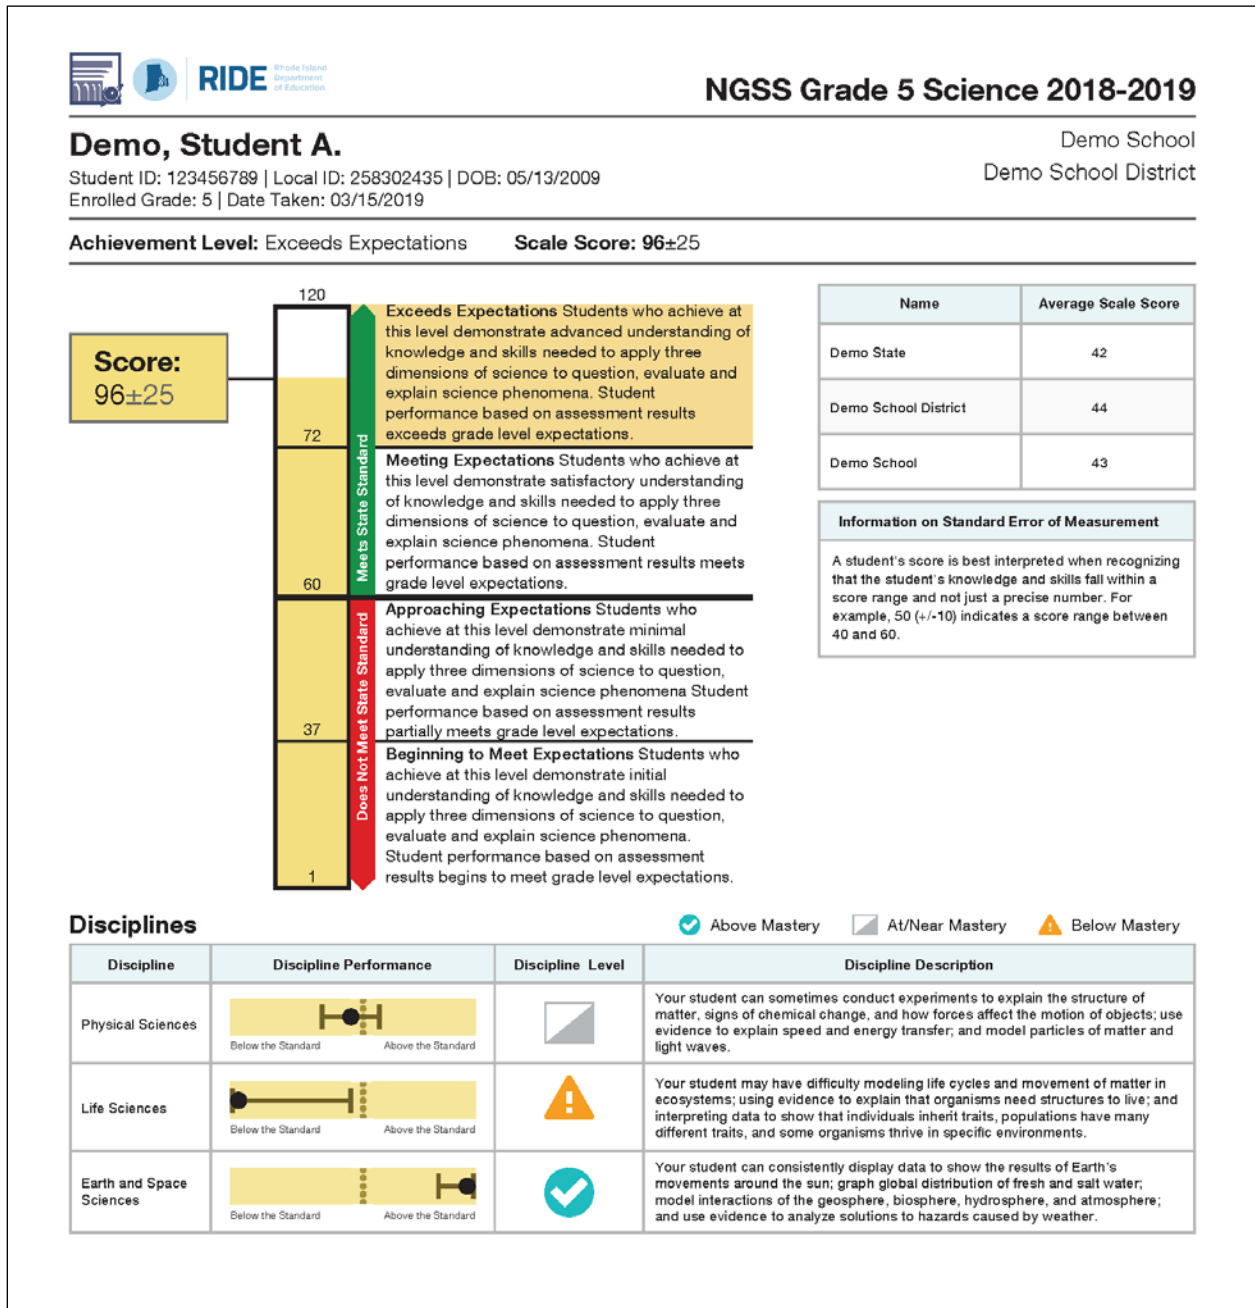 RIDE
Rhode Island
Department
of Education
NGSS Grade 5 Science 2018-2019
Demo, Student A.
Demo School
Demo School District
Student ID: 123456789 | Local ID: 258302435 | DOB: 05/13/2009
Enrolled Grade: 5 | Date Taken: 03/15/2019
Achievement Level: Exceeds Expectations Scale Score: 96±25
Score:
96±25
120
72
60
37
1
Meets State Standard
Does Not Meet State Standard
Exceeds Expectations Students who achieve at
this level demonstrate advanced understanding of
knowledge and skills needed to apply three
dimensions of science to question, evaluate and
explain science phenomena. Student
performance based on assessment results
exceeds grade level expectations.
Meeting Expectations Students who achieve at
this level demonstrate satisfactory understanding
of knowledge and skills needed to apply three
dimensions of science to question, evaluate and
explain science phenomena. Student
performance based on assessment results meets
grade level expectations.
Approaching Expectations Students who
achieve at this level demonstrate minimal
understanding of knowledge and skills needed to
apply three dimensions of science to question,
evaluate and explain science phenomena Student
performance based on assessment results
partially meets grade level expectations.
Beginning to Meet Expectations Students who
achieve at this level demonstrate initial
understanding of knowledge and skills needed to
apply three dimensions of science to question,
evaluate and explain science phenomena.
Student performance based on assessment
results begins to meet grade level expectations.
Name Average Scale Score
Demo State 42
Demo School District 44
Demo School 43
Information on Standard Error of Measurement
A student's score is best interpreted when recognizing
that the student's knowledge and skills fall within a
score range and not just a precise number. For
example, 50 (+/-10) indicates a score range between
40 and 60.
Disciplines
Above Mastery At/Near Mastery Below Mastery
Discipline Discipline Performance Discipline Level Discipline Description
Physical Sciences
Below the Standard Above the Standard
Your student can sometimes conduct experiments to explain the structure of
matter, signs of chemical change, and how forces affect the motion of objects; use
evidence to explain speed and energy transfer; and model particles of matter and
light waves.
Life Sciences
Below the Standard Above the Standard
Your student may have difficulty modeling life cycles and movement of matter in
ecosystems; using evidence to explain that organisms need structures to live; and
interpreting data to show that individuals inherit traits, populations have many
different traits, and some organisms thrive in specific environments.
Earth and Space
Sciences
Below the Standard Above the Standard
Your student can consistently display data to show the results of Earth's
movements around the sun; graph global distribution of fresh and salt water;
model interactions of the geosphere, biosphere, hydrosphere, and atmosphere;
and use evidence to analyze solutions to hazards caused by weather.